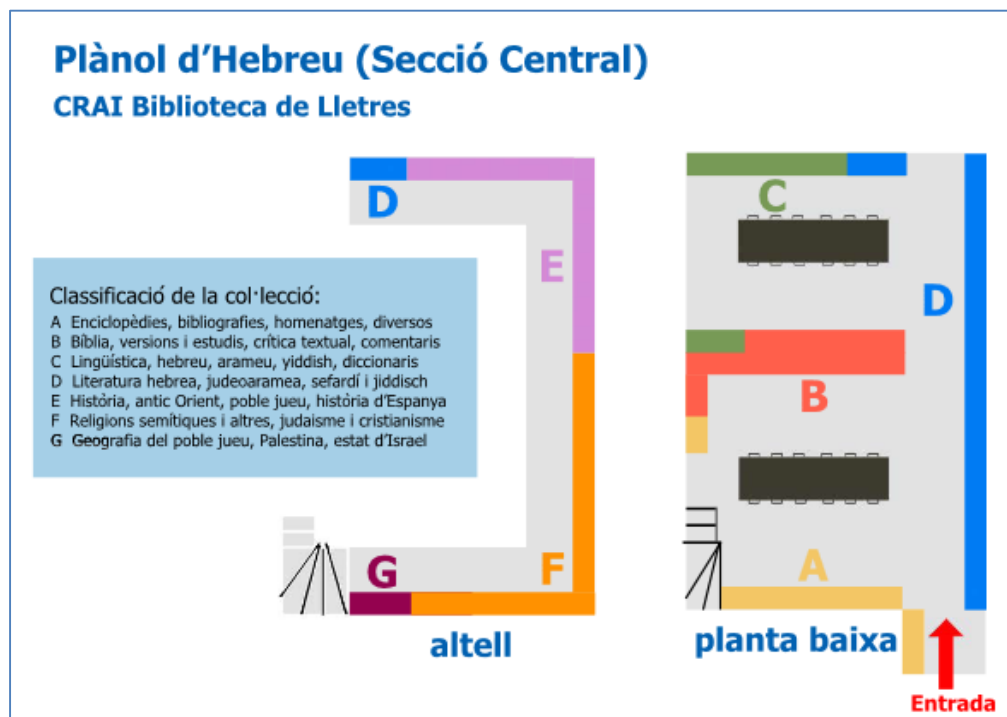 Plànol d'Hebreu (Secció Central)
CRAI Biblioteca de Lletres
D
E
C
D
Classificació de la col·lecció:
A Enciclopèdies, bibliografies, homenatges, diversos
B Bíblia, versions i estudis, crítica textual, comentaris
C Lingüística, hebreu, arameu, yiddish, diccionaris
D Literatura hebrea, judeoaramea, sefardí i jiddisch
E História, antic Orient, poble jueu, história d'Espanya
F Religions semítiques i altres, judaisme i cristianisme
G Geografia del poble jueu, Palestina, estat d'Israel
B
G
F
A
altell
planta baixa
Entrada